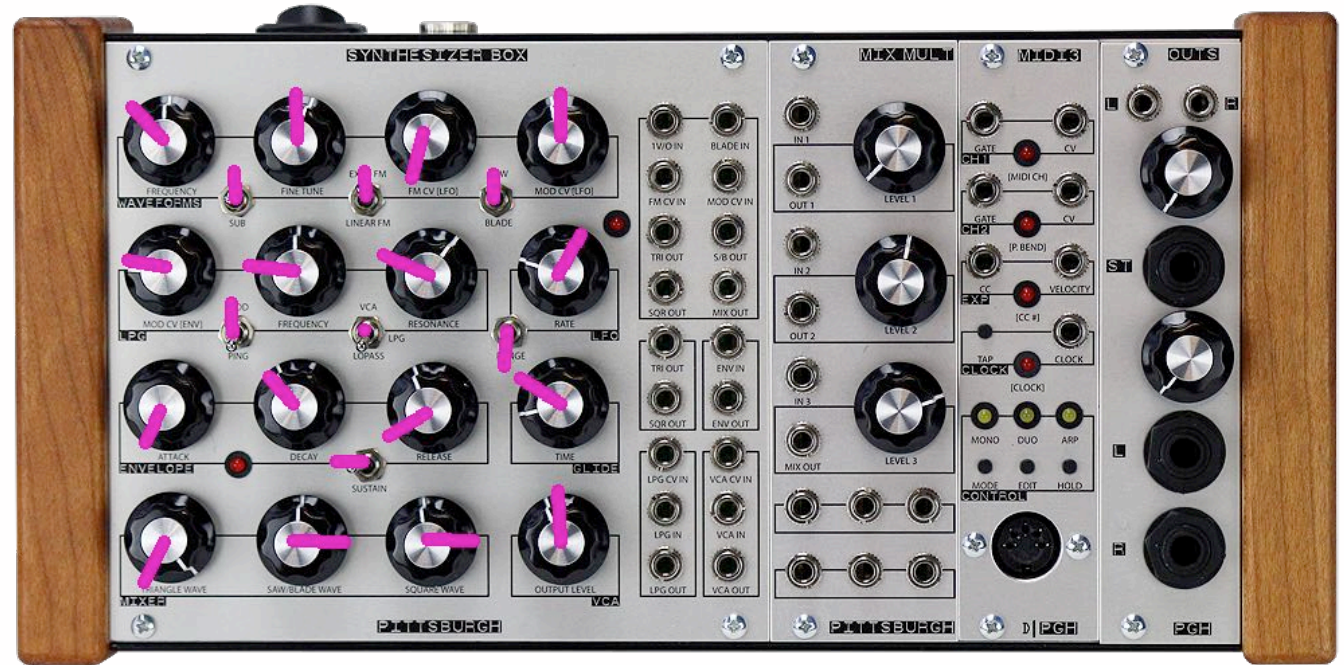 SYNTHESIZER BOX
MIX MULT
MIDI3
OUTS
L
R
FREQUENCY
FINE TUNE
FM CV [LFO]
MOD CV [LFO]
WAVEFORMS
SUB
LINEAR FM
BLADE
MOD CV [ENV]
FREQUENCY
RESONANCE
RATE
LPG
LFO
PING
VCA
LPG
LOPASS
ATTACK
DECAY
RELEASE
TIME
ENVELOPE
GLIDE
SUSTAIN
TRIANGLE WAVE
SAW/BLADE WAVE
SQUARE WAVE
OUTPUT LEVEL
MIXER
VCA
PITTSBURGH
1V/O IN
BLADE IN
FM CV IN
MOD CV IN
TRI OUT
S/B OUT
SQR OUT
MIX OUT
TRI OUT
ENV IN
SQR OUT
ENV OUT
LPG CV IN
VCA CV IN
LPG IN
VCA IN
LPG OUT
VCA OUT
IN 1
OUT 1
LEVEL 1
IN 2
OUT 2
LEVEL 2
IN 3
MIX OUT
LEVEL 3
PITTSBURGH
GATE
CV
CH1
[MIDI CH]
GATE
CV
CH2
[P. BEND]
CC
VELOCITY
EXP
[CC #]
TAP
CLOCK
CLOCK
[CLOCK]
MONO
DUO
ARP
MODE
EDIT
HOLD
CONTROL
D|PGH
ST
L
R
PGH